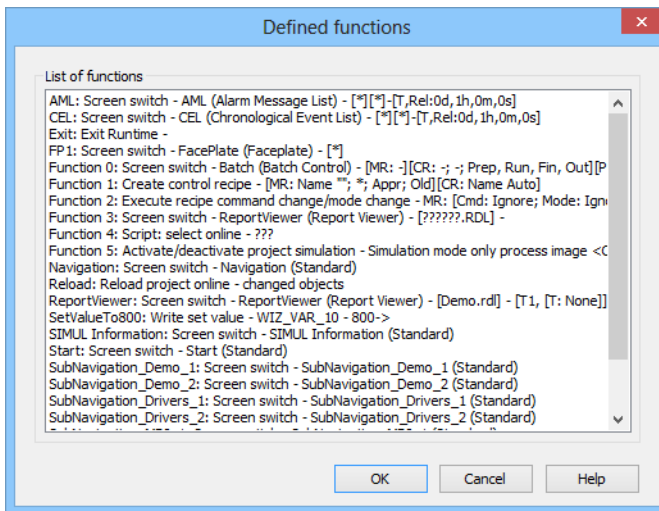 Defined functions
List of functions
AML: Screen switch - AML (Alarm Message List) - [*][*]-[T,Rel:0d,1h,0m,0s]
CEL: Screen switch - CEL (Chronological Event List) - [*][*]-[T,Rel:0d,1h,0m,0s]
Exit: Exit Runtime -
FP1: Screen switch - FacePlate (Faceplate) - [*]
Function 0: Screen switch - Batch (Batch Control) - [MR: -][CR: -; -; Prep, Run, Fin, Out][P
Function 1: Create control recipe - [MR: Name ""; *; Appr; Old][CR: Name Auto]
Function 2: Execute recipe command change/mode change - MR: [Cmd: Ignore; Mode: Ign
Function 3: Screen switch - ReportViewer (Report Viewer) - [??????.RDL] -
Function 4: Script: select online - ???
Function 5: Activate/deactivate project simulation - Simulation mode only process image <C
Navigation: Screen switch - Navigation (Standard)
Reload: Reload project online - changed objects
ReportViewer: Screen switch - ReportViewer (Report Viewer) - [Demo.rdl] - [T1, [T: None]]
SetValueTo800: Write set value - WIZ_VAR_10 - 800->
SIMUL Information: Screen switch - SIMUL Information (Standard)
Start: Screen switch - Start (Standard)
SubNavigation_Demo_1: Screen switch - SubNavigation_Demo_1 (Standard)
SubNavigation_Demo_2: Screen switch - SubNavigation_Demo_2 (Standard)
SubNavigation_Drivers_1: Screen switch - SubNavigation_Drivers_1 (Standard)
SubNavigation_Drivers_2: Screen switch - SubNavigation_Drivers_2 (Standard)
OK Cancel Help